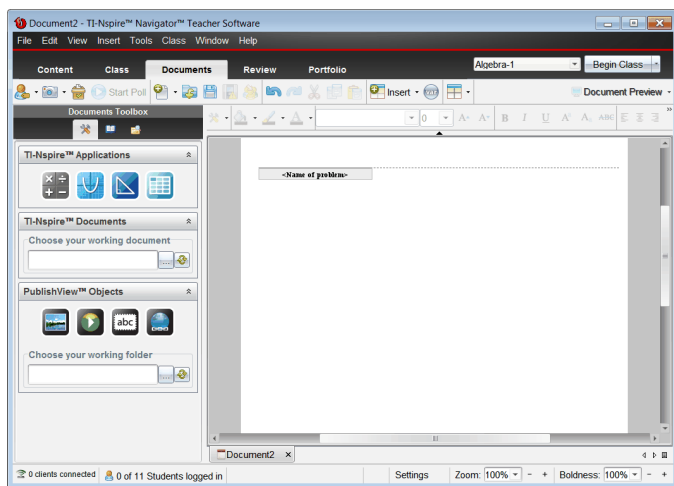 Document2 - TI-Nspire™ Navigator™ Teacher Software
File Edit View Insert Tools Class Window Help
Content Class Documents Review Portfolio Algebra-1 Begin Class
Start Poll Insert Document Preview
Documents Toolbox
0 A- A+ B I U A A, ABC
TI-Nspire™ Applications
<Name of problem>
TI-Nspire™ Documents
Choose your working document
...
PublishView™ Objects
abc
Choose your working folder
...
Document2 ×
0 clients connected 0 of 11 Students logged in Settings Zoom: 100% - + Boldness: 100% - +